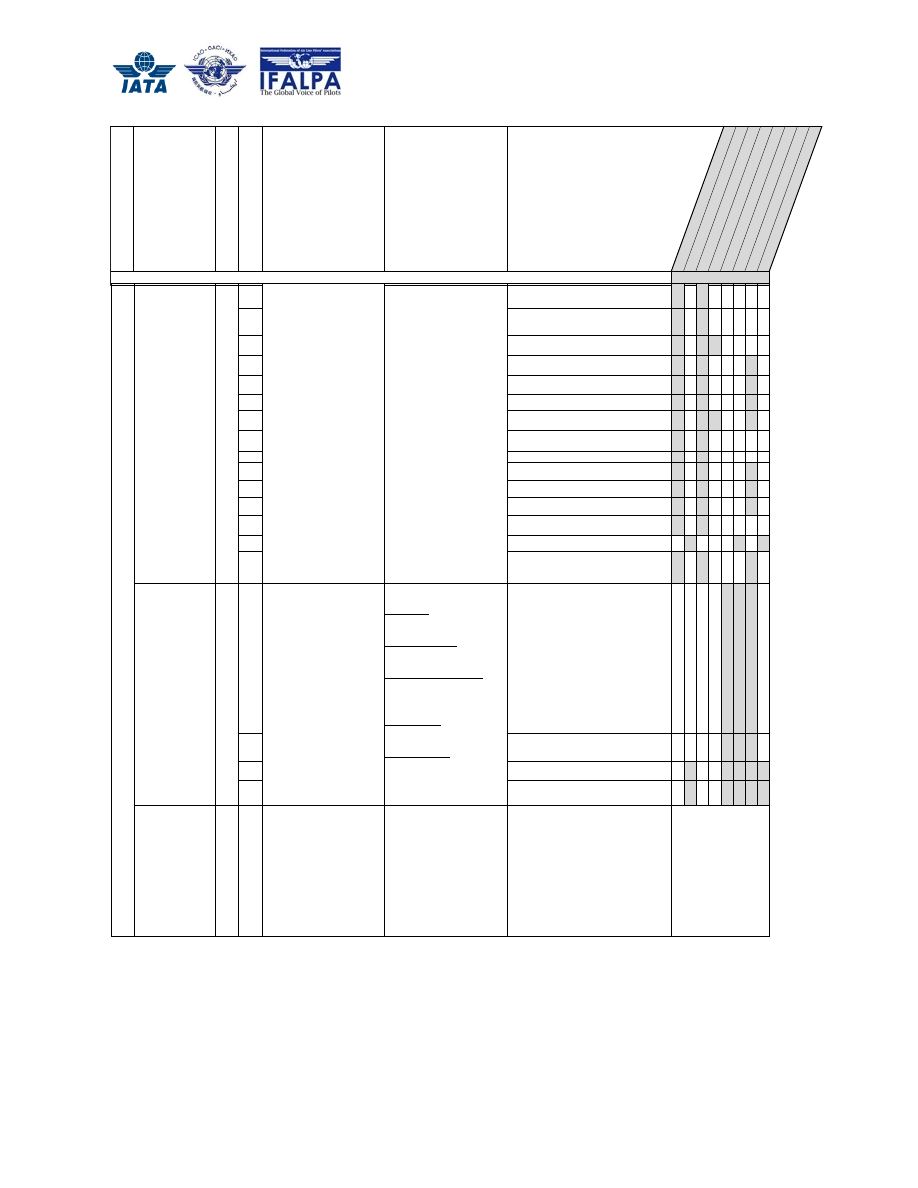 IATA
ICAO · OACI · ИКАО
International Federation of Air Line Pilots' Associations
IFALPA
The Global Voice of Pilots